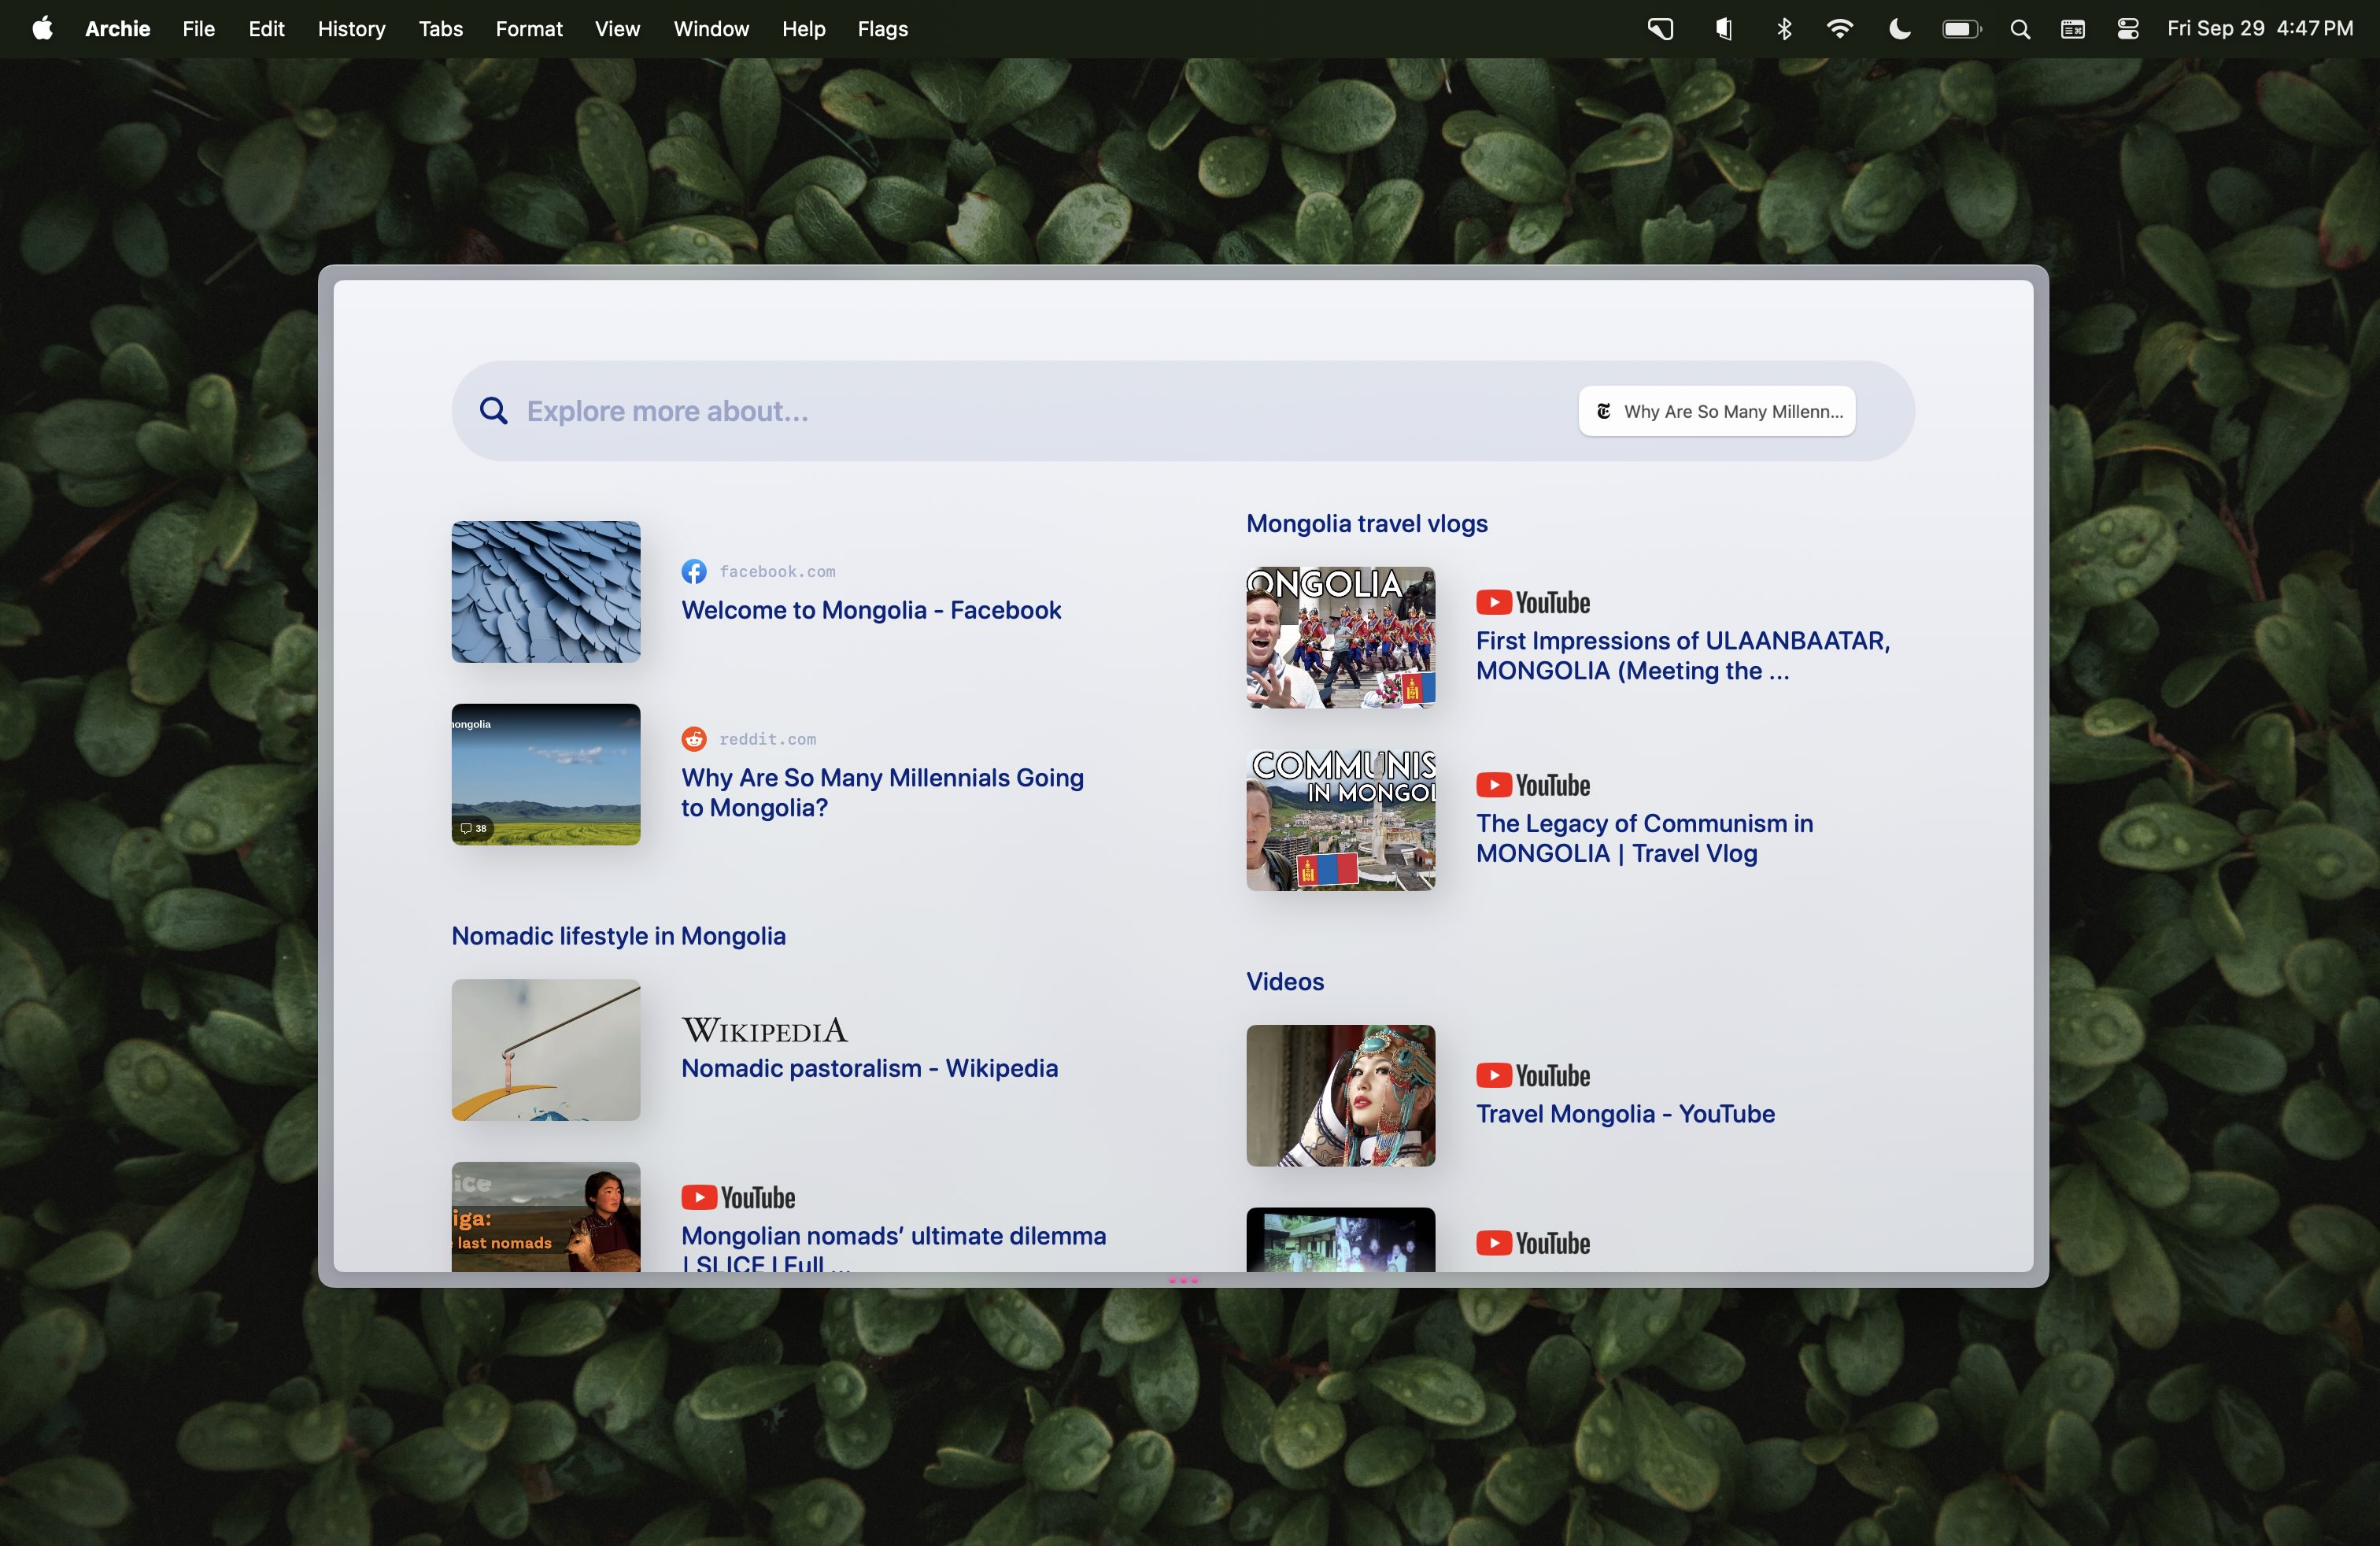 Archie File Edit History Tabs Format View Window Help Flags Fri Sep 29 4:47 PM
Explore more about...
Why Are So Many Millenn...
facebook.com
Welcome to Mongolia - Facebook
mongolia
38
reddit.com
Why Are So Many Millennials Going
to Mongolia?
Nomadic lifestyle in Mongolia
WIKIPEDIA
Nomadic pastoralism - Wikipedia
ice
iga:
last nomads
YouTube
Mongolian nomads’ ultimate dilemma
| SLICE | Full ...
Mongolia travel vlogs
ONGOLIA
YouTube
First Impressions of ULAANBAATAR,
MONGOLIA (Meeting the ...
COMMUNIS
IN MONGOL
YouTube
The Legacy of Communism in
MONGOLIA | Travel Vlog
Videos
YouTube
Travel Mongolia - YouTube
YouTube